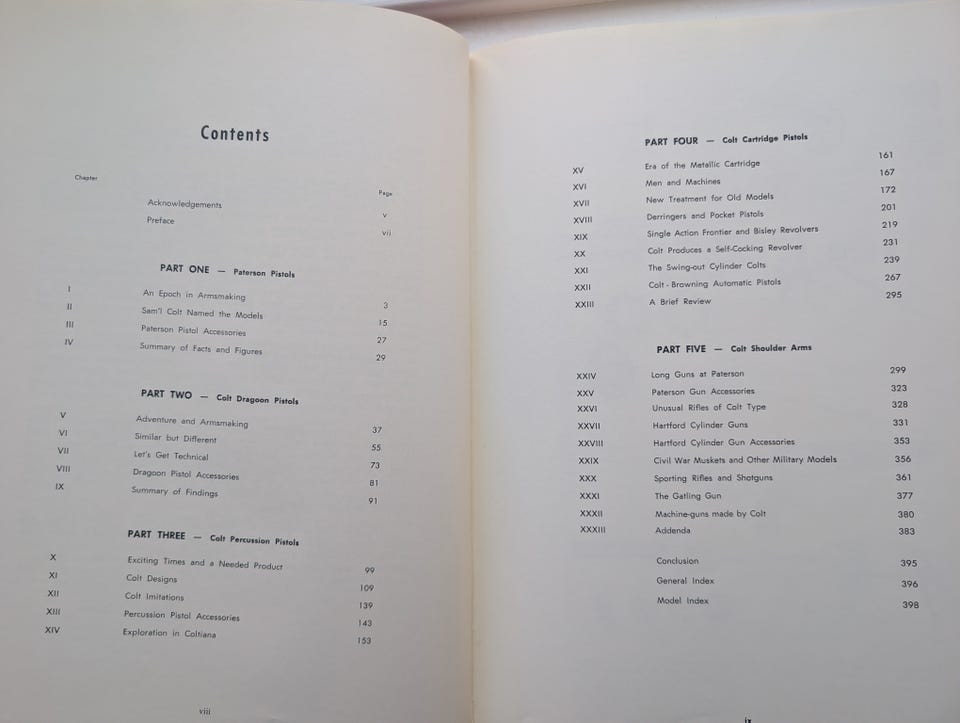 Contents
Chapter Page
Acknowledgements v
Preface vii
PART ONE — Paterson Pistols
I An Epoch in Armsmaking 3
II Sam'l Colt Named the Models 15
III Paterson Pistol Accessories 27
IV Summary of Facts and Figures 29
PART TWO — Colt Dragoon Pistols
V Adventure and Armsmaking 37
VI Similar but Different 55
VII Let's Get Technical 73
VIII Dragoon Pistol Accessories 81
IX Summary of Findings 91
PART THREE — Colt Percussion Pistols
X Exciting Times and a Needed Product 99
XI Colt Designs 109
XII Colt Imitations 139
XIII Percussion Pistol Accessories 143
XIV Exploration in Coltiana 153
viii
PART FOUR — Colt Cartridge Pistols
XV Era of the Metallic Cartridge 161
XVI Men and Machines 167
XVII New Treatment for Old Models 172
XVIII Derringers and Pocket Pistols 201
XIX Single Action Frontier and Bisley Revolvers 219
XX Colt Produces a Self-Cocking Revolver 231
XXI The Swing-out Cylinder Colts 239
XXII Colt-Browning Automatic Pistols 267
XXIII A Brief Review 295
PART FIVE — Colt Shoulder Arms
XXIV Long Guns at Paterson 299
XXV Paterson Gun Accessories 323
XXVI Unusual Rifles of Colt Type 328
XXVII Hartford Cylinder Guns 331
XXVIII Hartford Cylinder Gun Accessories 353
XXIX Civil War Muskets and Other Military Models 356
XXX Sporting Rifles and Shotguns 361
XXXI The Gatling Gun 377
XXXII Machine-guns made by Colt 380
XXXIII Addenda 383
Conclusion 395
General Index 396
Model Index 398
ix